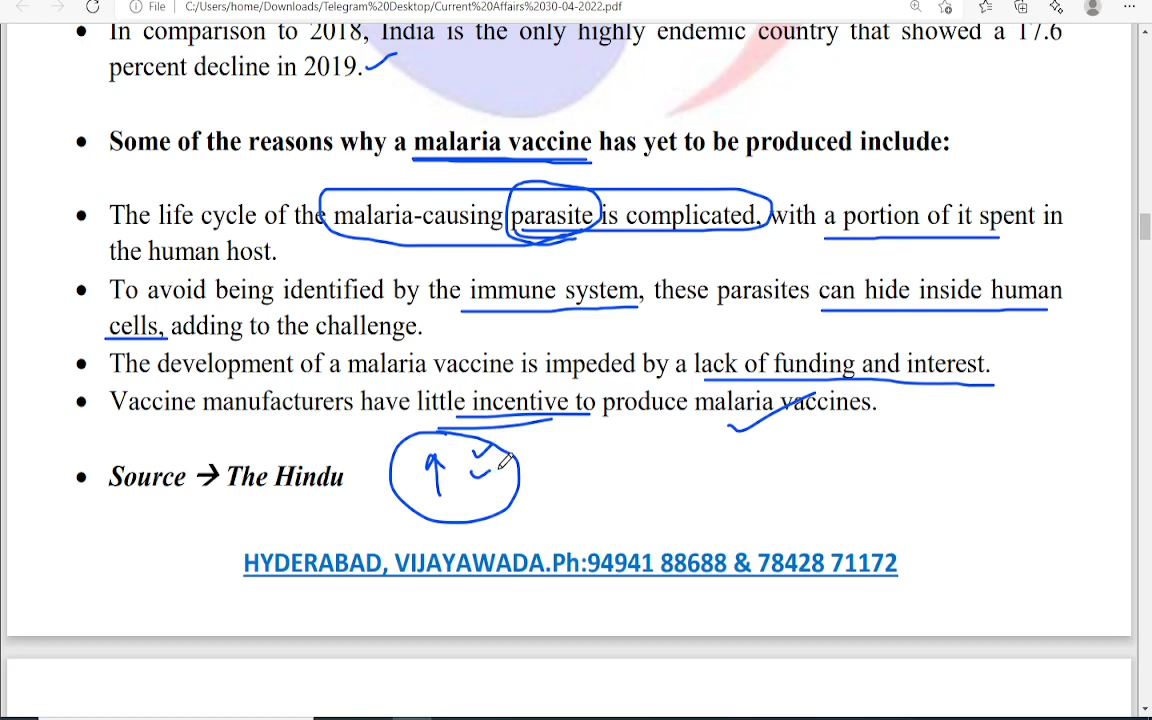 File
C:/Users/home/Downloads/Telegram%20Desktop/Current%20Affairs%2030-04-2022.pdf
• In comparison to 2018, India is the only highly endemic country that showed a 17.6
percent decline in 2019.
• Some of the reasons why a malaria vaccine has yet to be produced include:
• The life cycle of the malaria-causing parasite is complicated, with a portion of it spent in
the human host.
• To avoid being identified by the immune system, these parasites can hide inside human
cells, adding to the challenge.
• The development of a malaria vaccine is impeded by a lack of funding and interest.
• Vaccine manufacturers have little incentive to produce malaria vaccines.
• Source → The Hindu
HYDERABAD, VIJAYAWADA.Ph:94941 88688 & 78428 71172